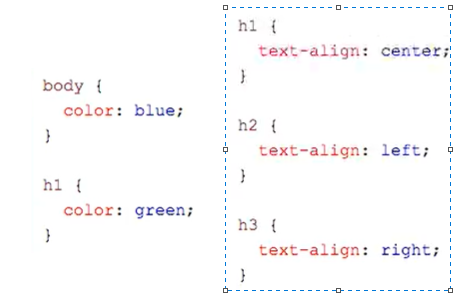 body {
  color: blue;
}
h1 {
  color: green;
}
h1 {
  text-align: center;
}
h2 {
  text-align: left;
}
h3 {
  text-align: right;
}